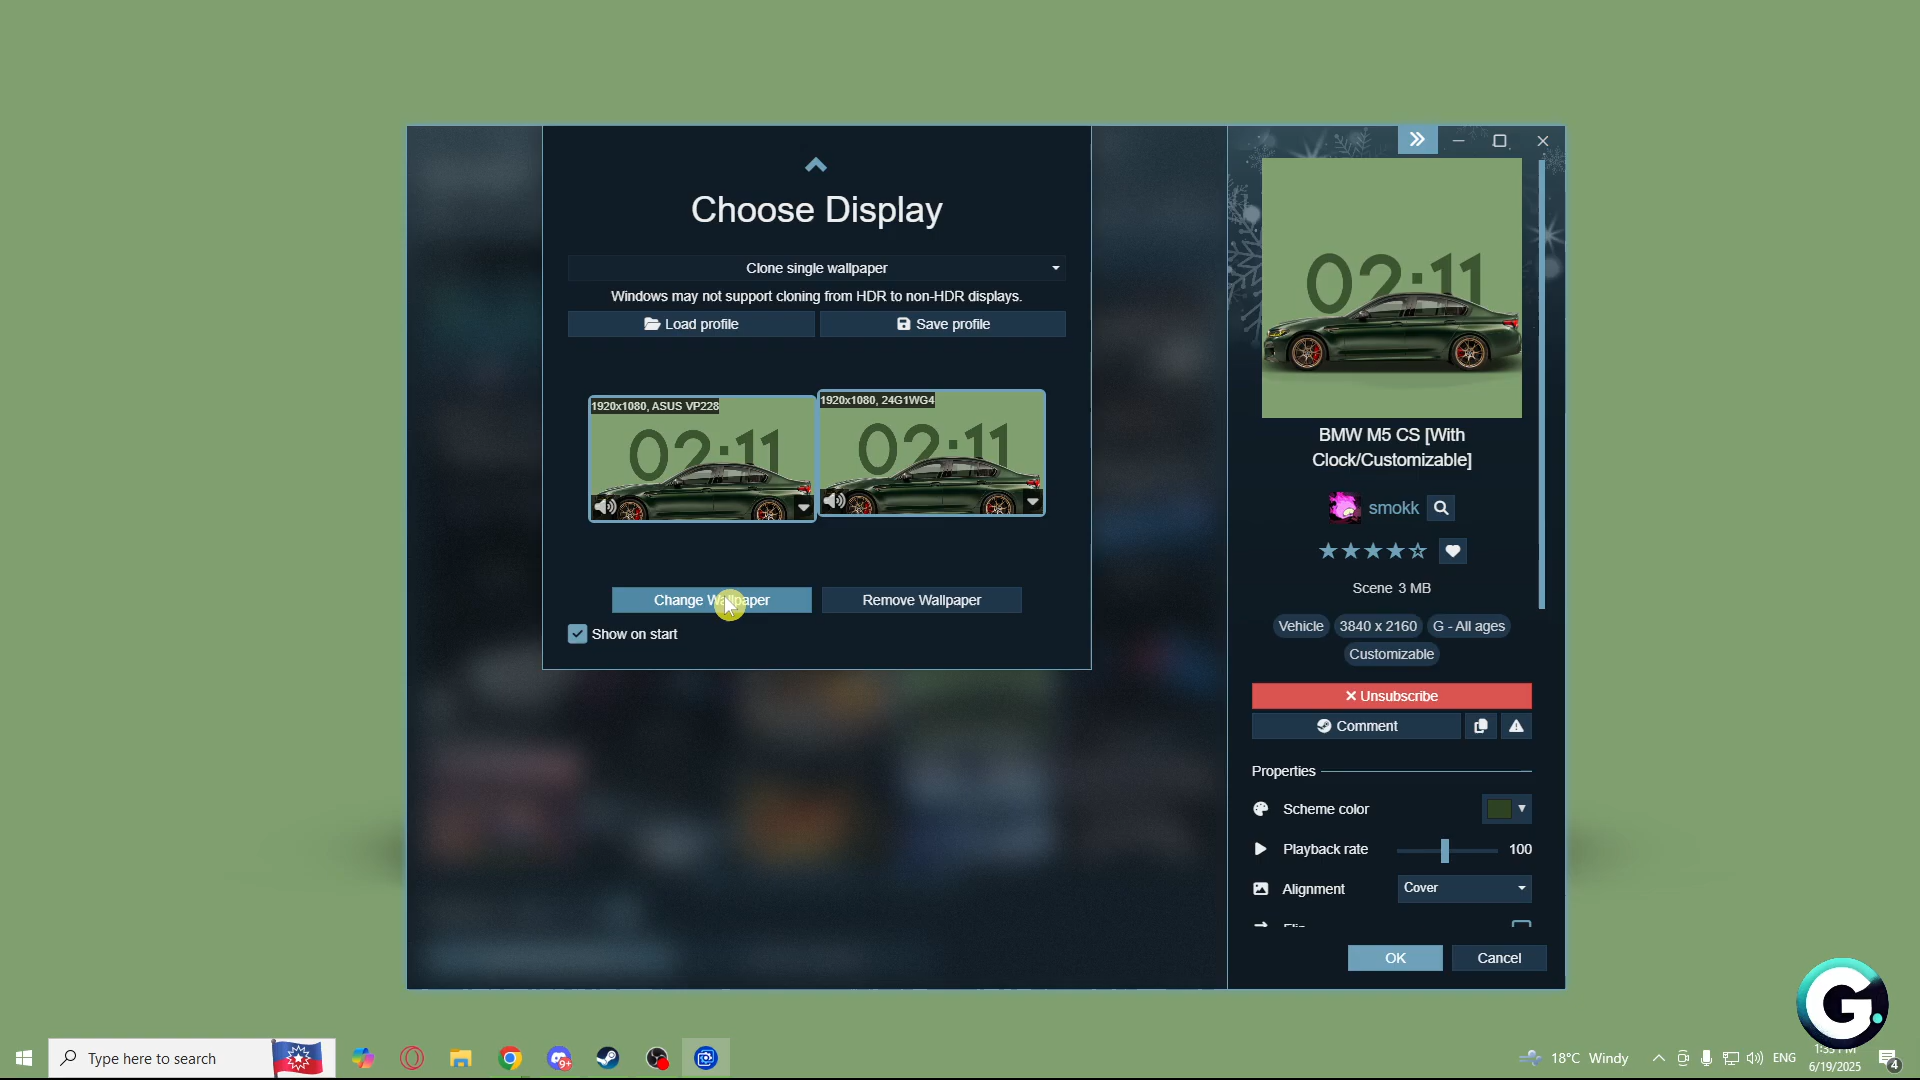 Choose Display
Clone single wallpaper
Windows may not support cloning from HDR to non-HDR displays.
Load profile
Save profile
1920x1080, ASUS VP228
02:11
1920x1080, 24G1WG4
02:11
Change Wallpaper
Remove Wallpaper
Show on start
02:11
BMW M5 CS [With
Clock/Customizable]
smokk
Scene 3 MB
Vehicle
3840 x 2160
G - All ages
Customizable
Unsubscribe
Comment
Properties
Scheme color
Playback rate
100
Alignment
Cover
OK
Cancel
G.
Type here to search
9+
18°C Windy
ENG
6/19/2025
4